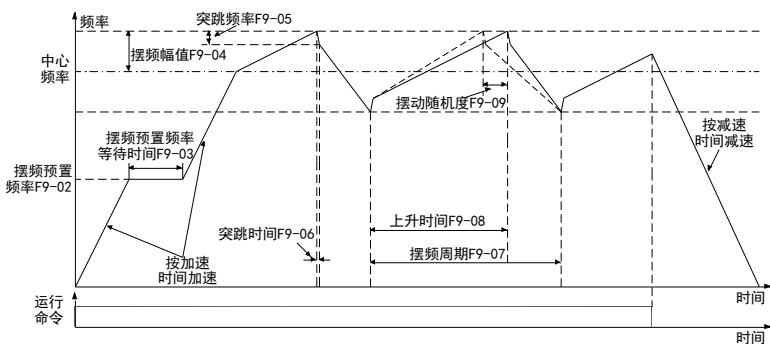 频率
突跳频率F9-05
摆频幅值F9-04
中心
频率
摆动随机度F9-09
摆频预置频率
等待时间F9-03
按减速
时间减速
摆频预置
频率F9-02
上升时间F9-08
突跳时间F9-06
摆频周期F9-07
按加速
时间加速
时间
运行
命令
时间